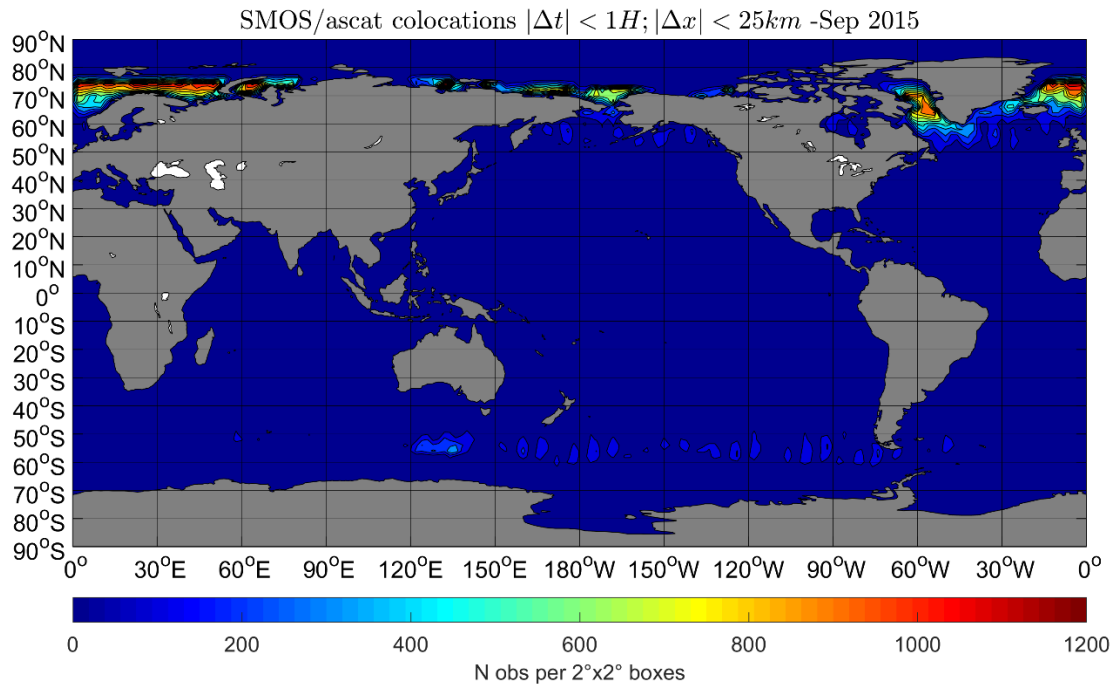 SMOS/ascat colocations |Δt| < 1H; |Δx| < 25km -Sep 2015
90°N
80°N
70°N
60°N
50°N
40°N
30°N
20°N
10°N
0°
10°S
20°S
30°S
40°S
50°S
60°S
70°S
80°S
90°S
0° 30°E 60°E 90°E 120°E 150°E 180°W 150°W 120°W 90°W 60°W 30°W 0°
0 200 400 600 800 1000 1200
N obs per 2°x2° boxes